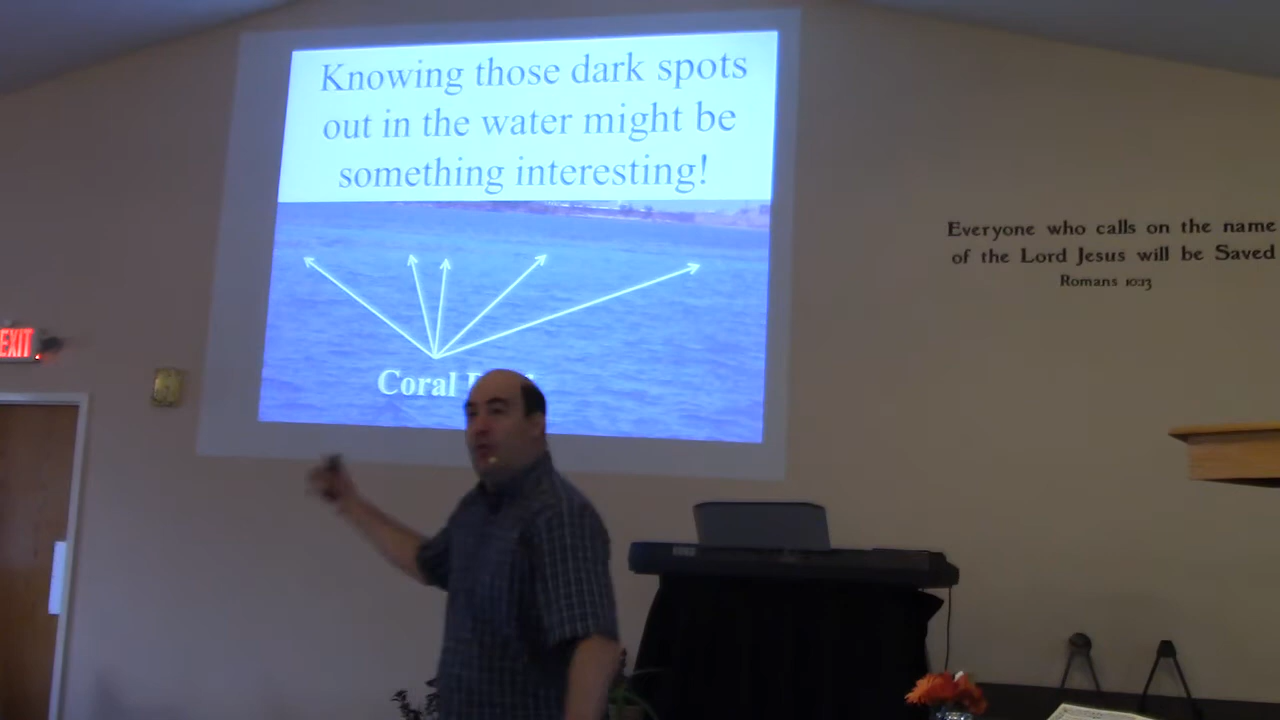 Knowing those dark spots
out in the water might be
something interesting!
Coral
Everyone who calls on the name
of the Lord Jesus will be Saved
Romans 10:13
EXIT